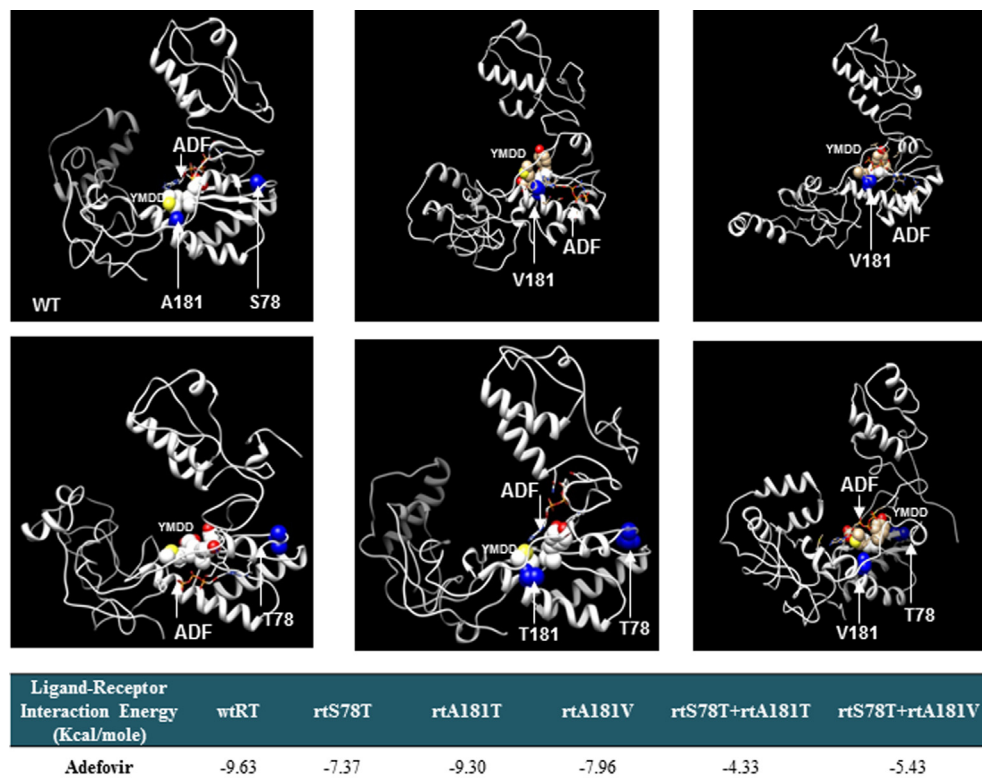 ADF
YMDD
WT
A181
S78
YMDD
ADF
V181
YMDD
ADF
V181
YMDD
ADF
T78
ADF
YMDD
T181
T78
ADF
YMDD
V181
T78
Ligand-Receptor
Interaction Energy
(Kcal/mole)
wtRT rtS78T rtA181T rtA181V rtS78T+rtA181T rtS78T+rtA181V
Adefovir -9.63 -7.37 -9.30 -7.96 -4.33 -5.43